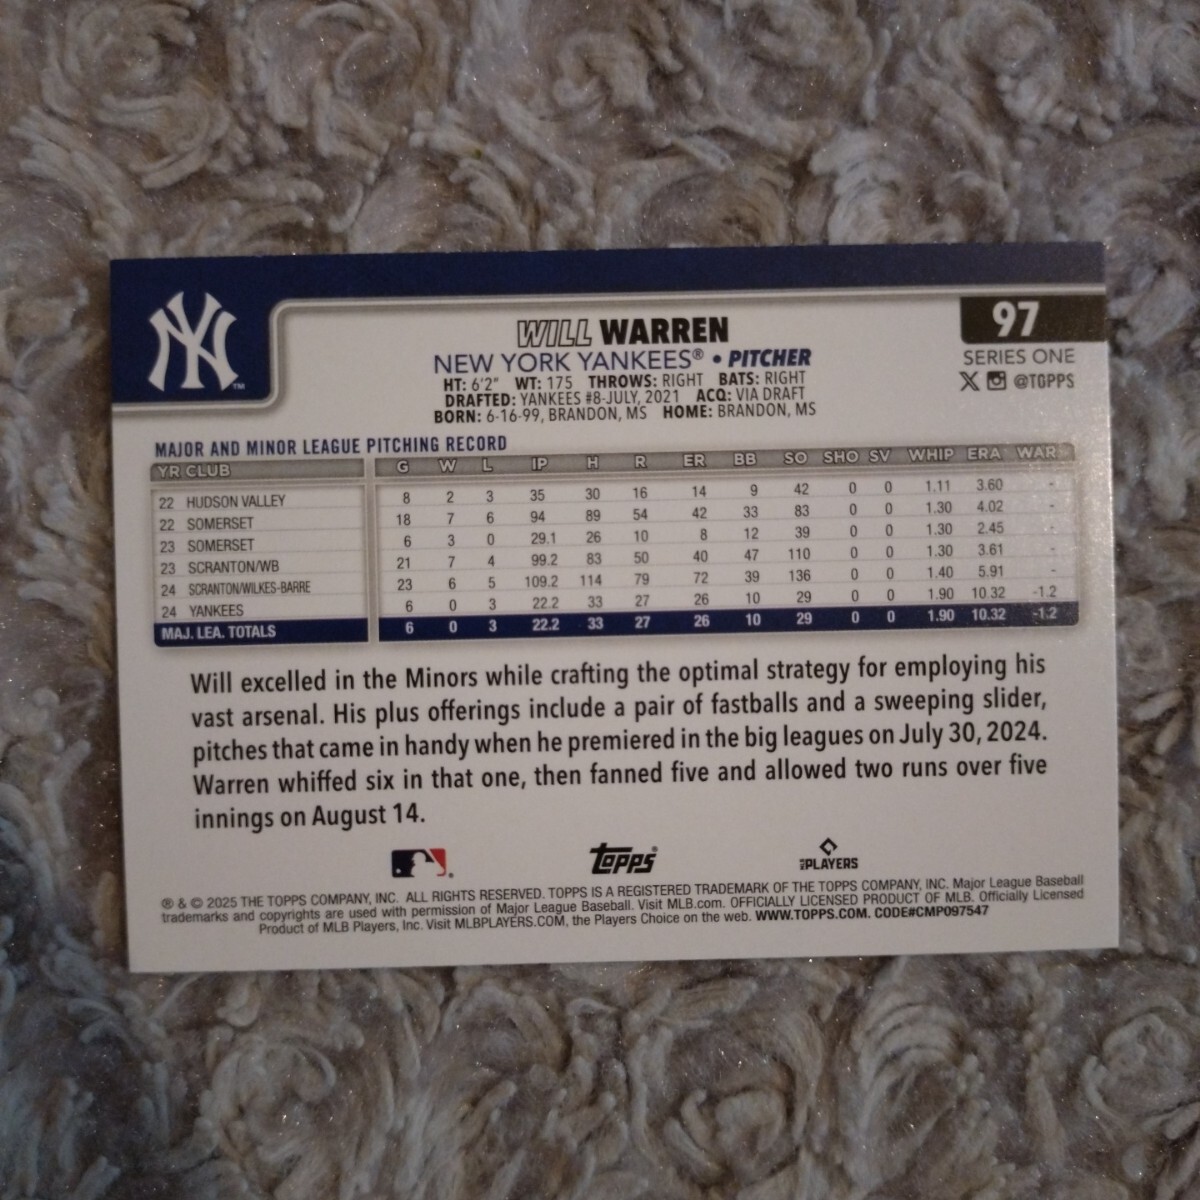 NY
TM
97
SERIES ONE
@TOPPS
WILL WARREN
NEW YORK YANKEES® • PITCHER
HT: 6'2" WT: 175 THROWS: RIGHT BATS: RIGHT
DRAFTED: YANKEES #8-JULY, 2021 ACQ: VIA DRAFT
BORN: 6-16-99, BRANDON, MS HOME: BRANDON, MS
MAJOR AND MINOR LEAGUE PITCHING RECORD
YR CLUB G W L IP H R ER BB SO SHO SV WHIP ERA WAR
22 HUDSON VALLEY 8 2 3 35 30 16 14 9 42 0 0 1.11 3.60 -
22 SOMERSET 18 7 6 94 89 54 42 33 83 0 0 1.30 4.02 -
23 SOMERSET 6 3 0 29.1 26 10 8 12 39 0 0 1.30 2.45 -
23 SCRANTON/WB 21 7 4 99.2 83 50 40 47 110 0 0 1.30 3.61 -
24 SCRANTON/WILKES-BARRE 23 6 5 109.2 114 79 72 39 136 0 0 1.40 5.91 -
24 YANKEES 6 0 3 22.2 33 27 26 10 29 0 0 1.90 10.32 -1.2
MAJ. LEA. TOTALS 6 0 3 22.2 33 27 26 10 29 0 0 1.90 10.32 -1.2
Will excelled in the Minors while crafting the optimal strategy for employing his
vast arsenal. His plus offerings include a pair of fastballs and a sweeping slider,
pitches that came in handy when he premiered in the big leagues on July 30, 2024.
Warren whiffed six in that one, then fanned five and allowed two runs over five
innings on August 14.
Topps®
MLB PLAYERS
® & © 2025 THE TOPPS COMPANY, INC. ALL RIGHTS RESERVED. TOPPS IS A REGISTERED TRADEMARK OF THE TOPPS COMPANY, INC. Major League Baseball
trademarks and copyrights are used with permission of Major League Baseball. Visit MLB.com. OFFICIALLY LICENSED PRODUCT OF MLB. Officially Licensed
Product of MLB Players, Inc. Visit MLBPLAYERS.COM, the Players Choice on the web. WWW.TOPPS.COM. CODE#CMP097547